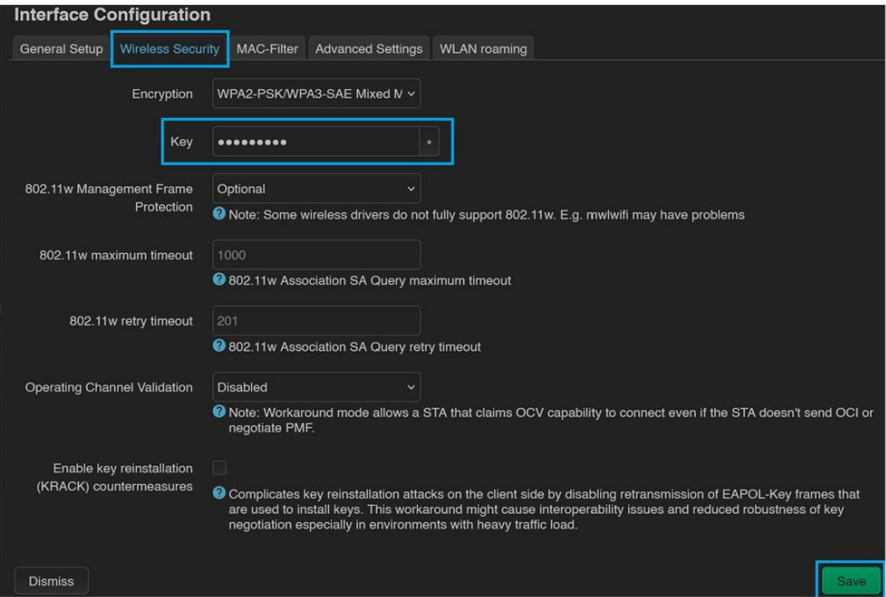 Interface Configuration
General Setup Wireless Security MAC-Filter Advanced Settings WLAN roaming
Encryption WPA2-PSK/WPA3-SAE Mixed M
Key ●●●●●●●●● *
802.11w Management Frame
Protection
Optional
Note: Some wireless drivers do not fully support 802.11w. E.g. mwlwifi may have problems
802.11w maximum timeout 1000
802.11w Association SA Query maximum timeout
802.11w retry timeout 201
802.11w Association SA Query retry timeout
Operating Channel Validation Disabled
Note: Workaround mode allows a STA that claims OCV capability to connect even if the STA doesn't send OCI or
negotiate PMF.
Enable key reinstallation
(KRACK) countermeasures
Complicates key reinstallation attacks on the client side by disabling retransmission of EAPOL-Key frames that
are used to install keys. This workaround might cause interoperability issues and reduced robustness of key
negotiation especially in environments with heavy traffic load.
Dismiss Save